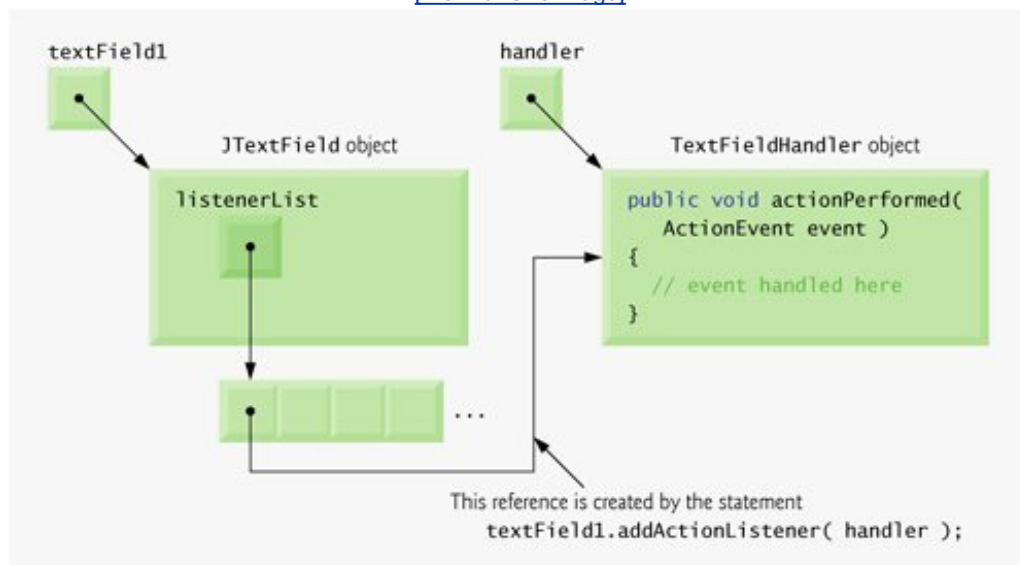 textField1
handler
JTextField object
TextFieldHandler object
listenerList
public void actionPerformed(
ActionEvent event )
{
// event handled here
}
...
This reference is created by the statement
textField1.addActionListener( handler );